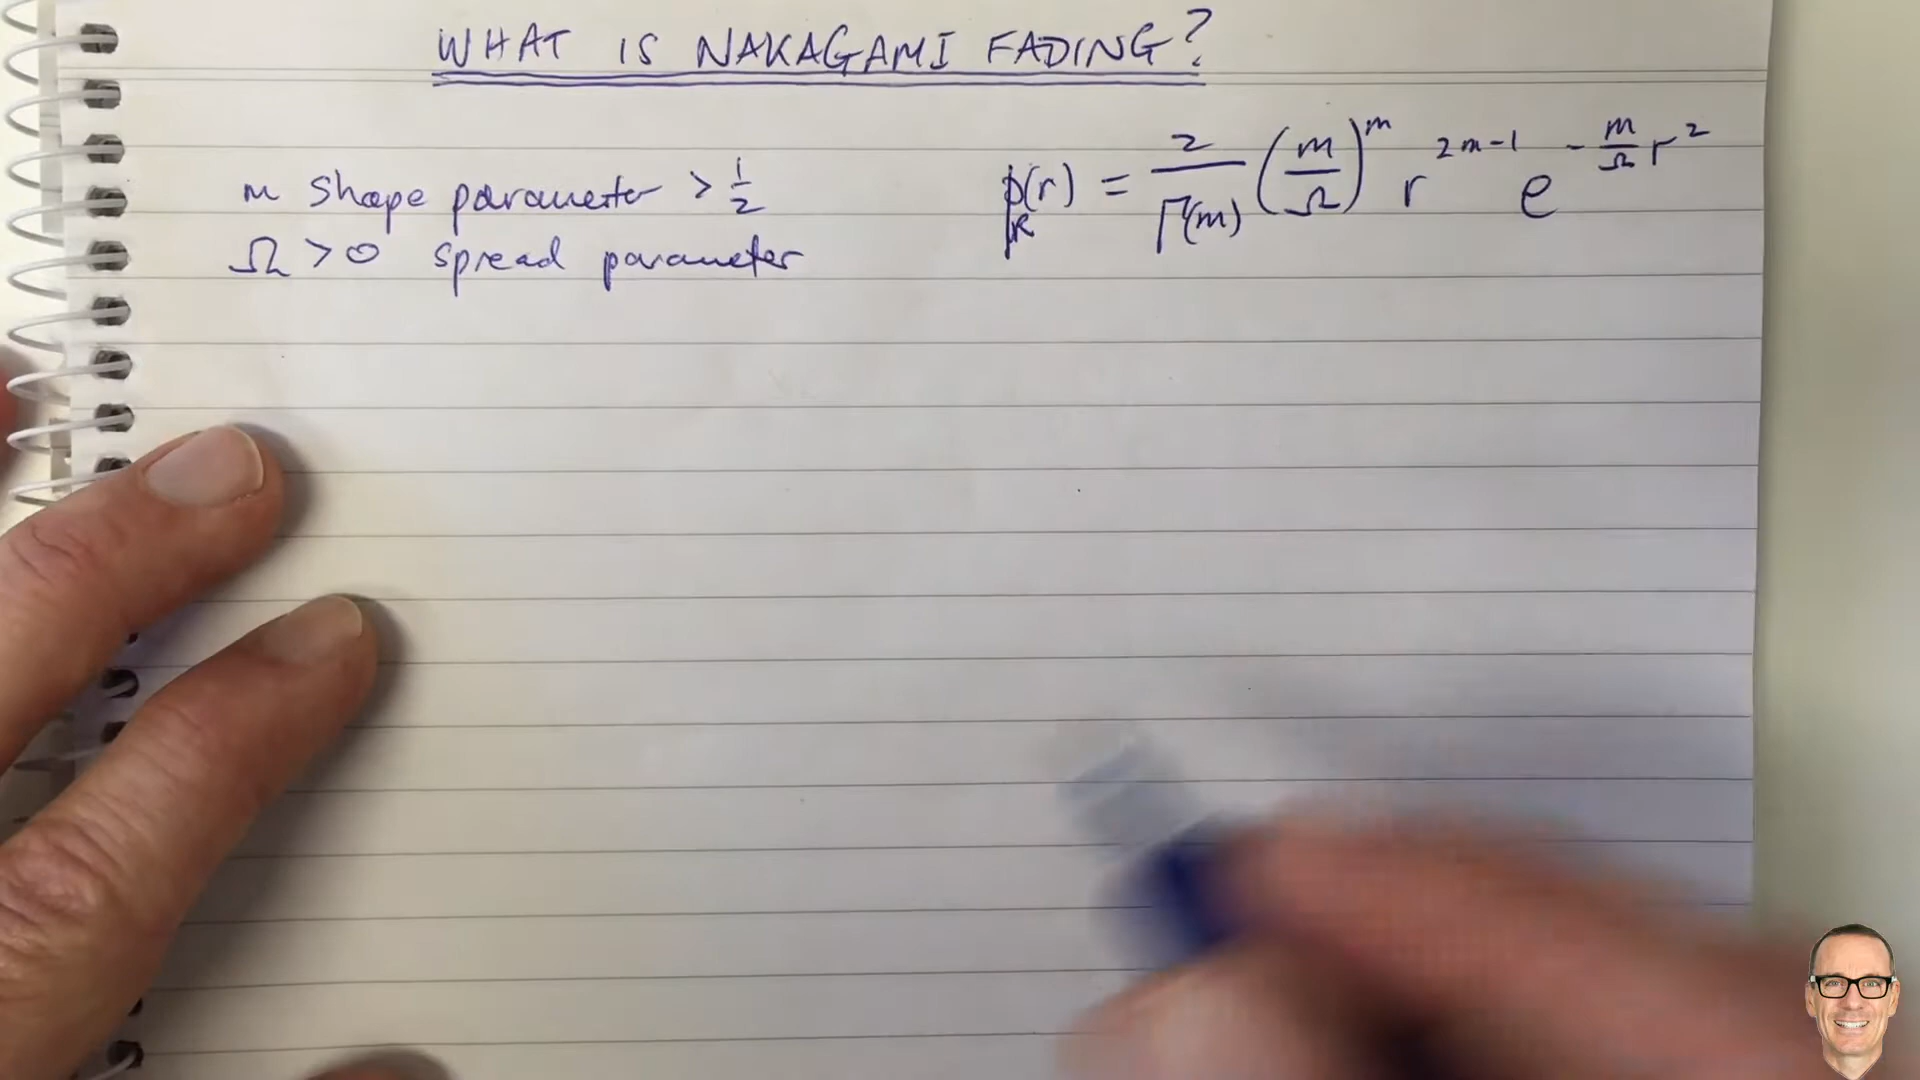 WHAT IS NAKAGAMI FADING?
m shape parameter > 1/2
Ω > 0 spread parameter
p_R(r) = 2/Γ(m) (m/Ω)^m r^(2m-1) e^(-m/Ω r^2)